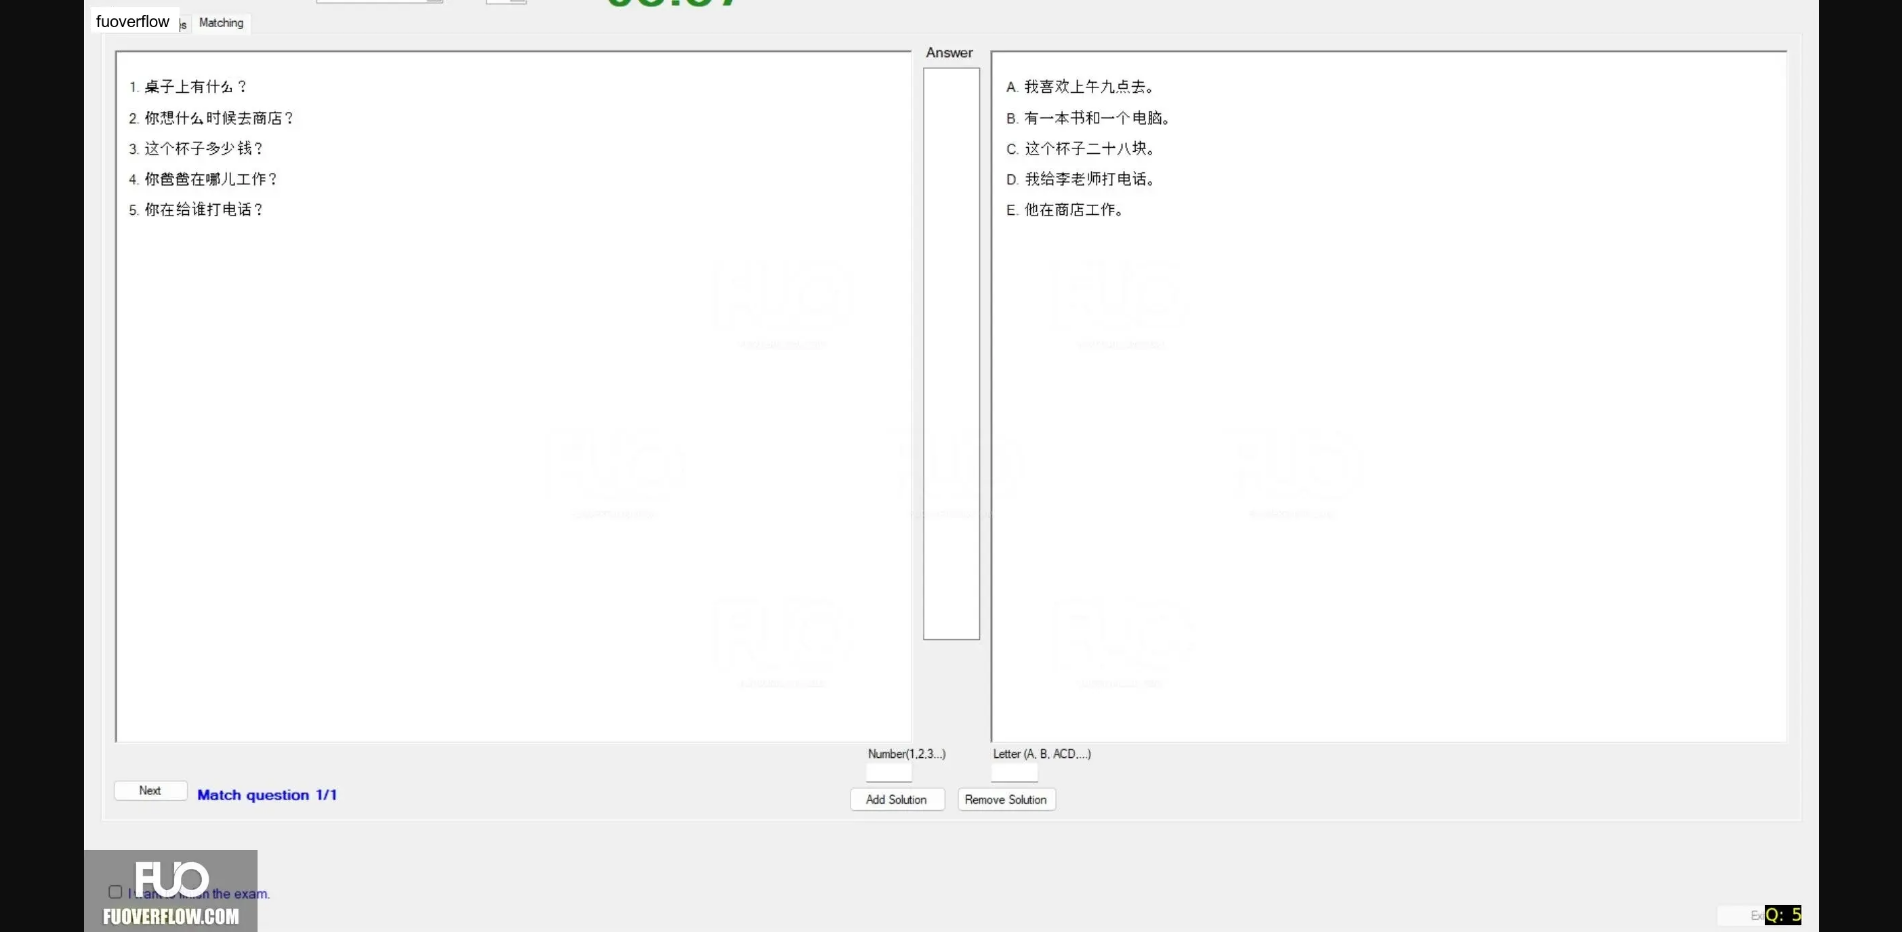 fuoverflow
Matching
Answer
1. 桌子上有什么？
2. 你想什么时候去商店？
3. 这个杯子多少钱？
4. 你爸爸在哪儿工作？
5. 你在给谁打电话？
A. 我喜欢上午九点去。
B. 有一本书和一个电脑。
C. 这个杯子二十八块。
D. 我给李老师打电话。
E. 他在商店工作。
Number(1,2,3...)
Letter (A, B, ACD,...)
Next
Match question 1/1
Add Solution
Remove Solution
FUO
the exam.
FUOVERFLOW.COM
Q: 5